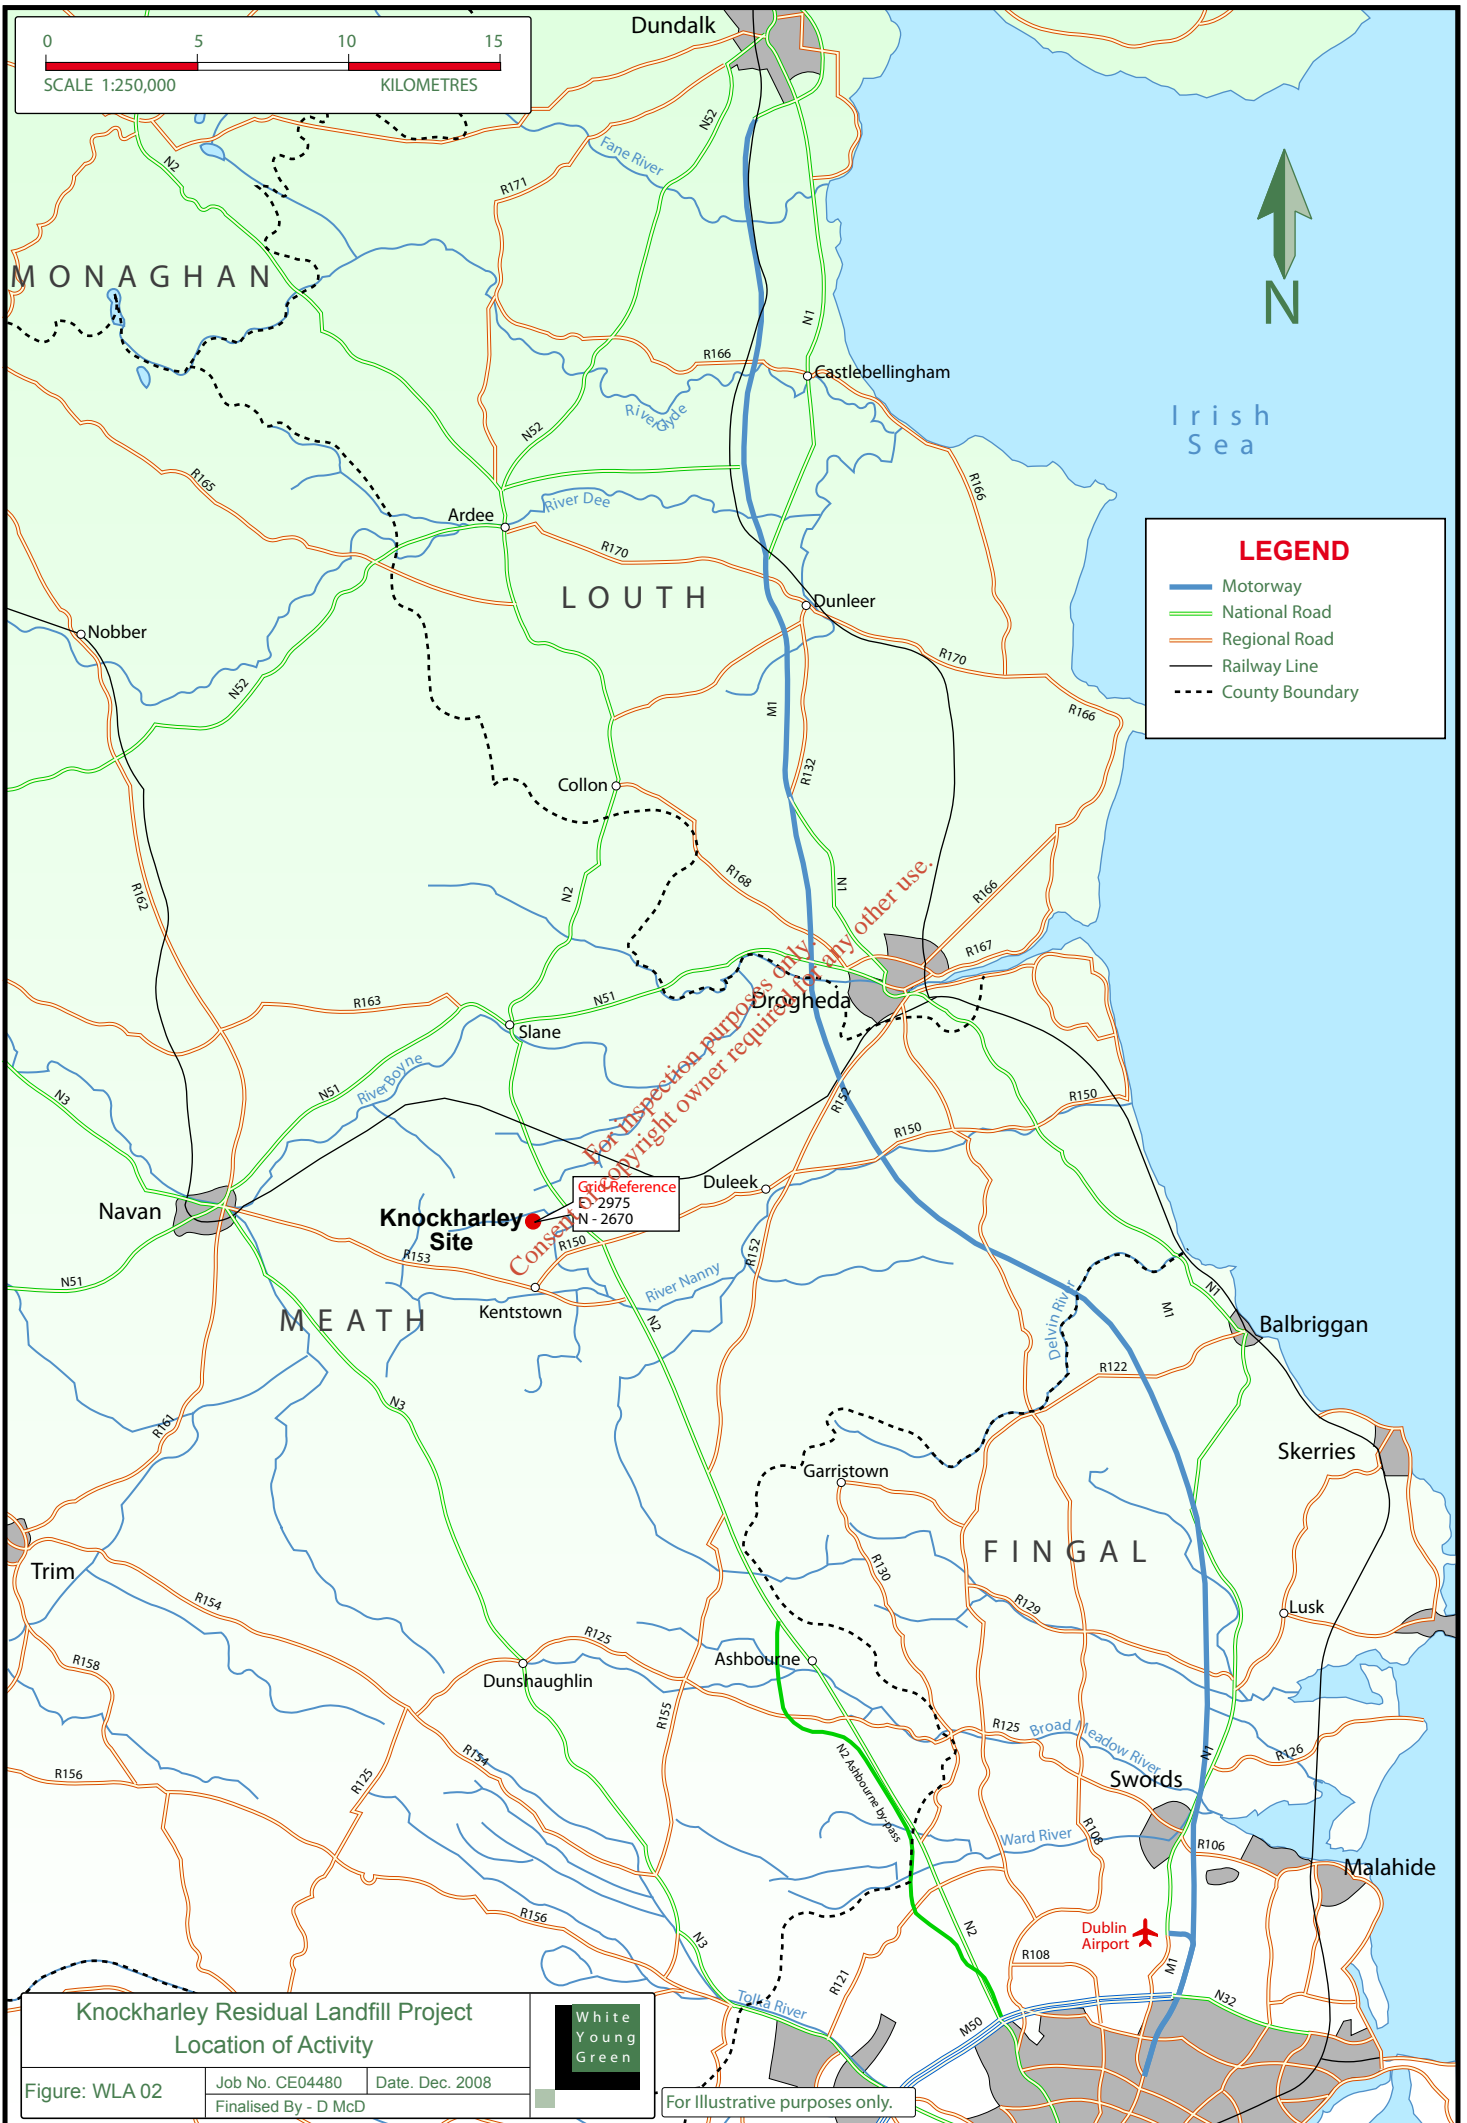 0 5 10 15
SCALE 1:250,000 KILOMETRES
Dundalk
N52
Fane River
N2
R171
MONAGHAN
N
N1
R166
Castlebellingham
River Glyde
Irish
Sea
N52
R165
R166
River Dee
Ardee
R170
LOUTH
Dunleer
LEGEND
Motorway
National Road
Regional Road
Railway Line
County Boundary
Nobber
R170
N52
M1
R166
R132
Collon
R168
N1
R162
N2
R166
R167
R163
N51
Drogheda
Slane
River Boyne
N51
N3
R152
R150
R150
For inspection purposes only.
Consent of copyright owner required for any other use.
Duleek
Grid Reference
E - 2975
N - 2670
Navan
Knockharley
Site
R150
R153
R152
N51
River Nanny
Kentstown
MEATH
N2
Delvin River
M1
N1
Balbriggan
R122
N3
R161
Skerries
Garristown
FINGAL
Trim
R130
R154
R129
Lusk
R125
Ashbourne
R158
Dunshaughlin
R155
R125
Broad Meadow River
N1
R126
R154
N2 Ashbourne by-pass
R156
R125
Swords
R108
Ward River
R106
Malahide
R156
N2
Dublin
Airport
N3
R108
M1
R121
Tolka River
N32
M50
Knockharley Residual Landfill Project
Location of Activity
White
Young
Green
Figure: WLA 02
Job No. CE04480
Date. Dec. 2008
Finalised By - D McD
For Illustrative purposes only.